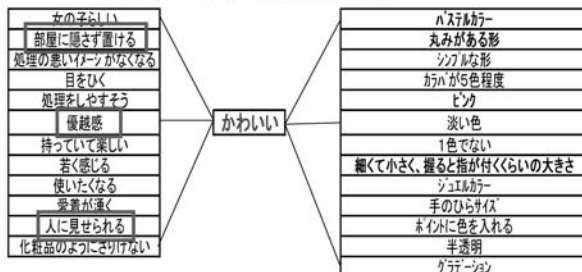 女の子らしい
部屋に隠さず置ける
処理の悪いイメージがなくなる
目をひく
処理をしやすそう
優越感
持っていて楽しい
若く感じる
使いたくなる
愛着が湧く
人に見せられる
化粧品のようにさりげない
かわいい
パステルカラー
丸みがある形
シンプルな形
カラバが5色程度
ピンク
淡い色
1色でない
細くて小さく、握ると指が付くくらいの大きさ
ジュエルカラー
手のひらサイズ
ポイントに色を入れる
半透明
グラデーション